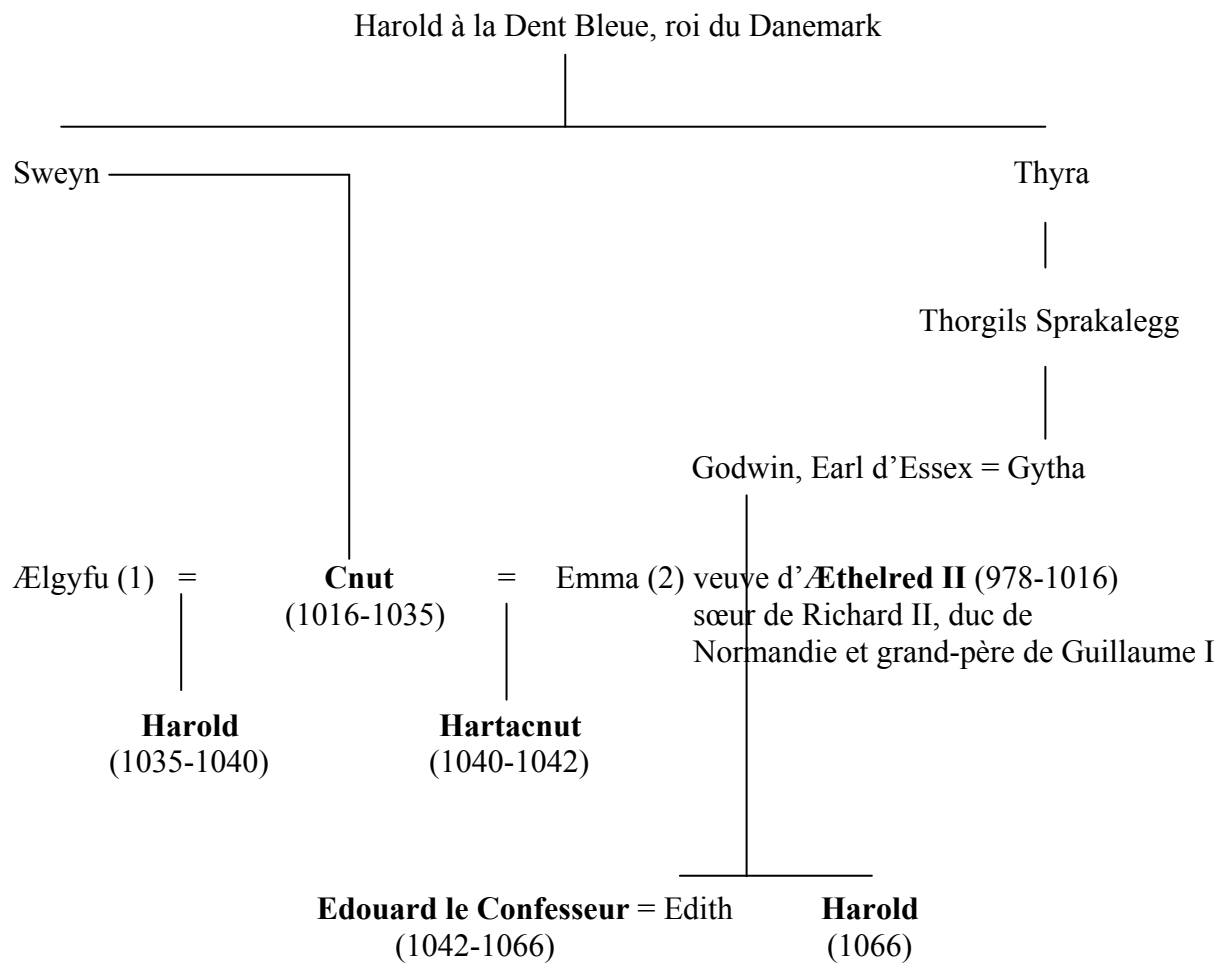 Harold à la Dent Bleue, roi du Danemark
Sweyn Thyra
Thorgils Sprakalegg
Godwin, Earl d’Essex = Gytha
Ælgyfu (1) = Cnut = Emma (2) veuve d’Æthelred II (978-1016)
(1016-1035) sœur de Richard II, duc de
Normandie et grand-père de Guillaume I
Harold Hartacnut
(1035-1040) (1040-1042)
Edouard le Confesseur = Edith Harold
(1042-1066) (1066)